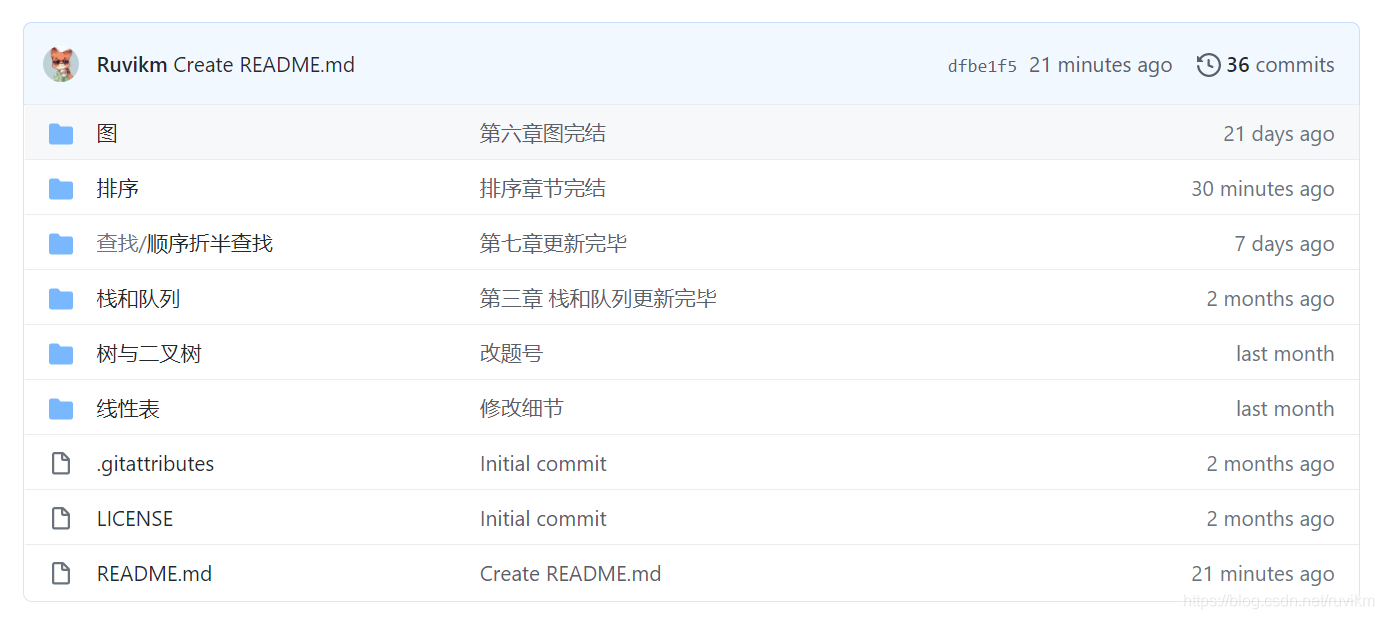 Ruvikm Create README.md dfbe1f5 21 minutes ago 36 commits
图 第六章图完结 21 days ago
排序 排序章节完结 30 minutes ago
查找/顺序折半查找 第七章更新完毕 7 days ago
栈和队列 第三章 栈和队列更新完毕 2 months ago
树与二叉树 改题号 last month
线性表 修改细节 last month
.gitattributes Initial commit 2 months ago
LICENSE Initial commit 2 months ago
README.md Create README.md 21 minutes ago
https://blog.csdn.net/ruvikm